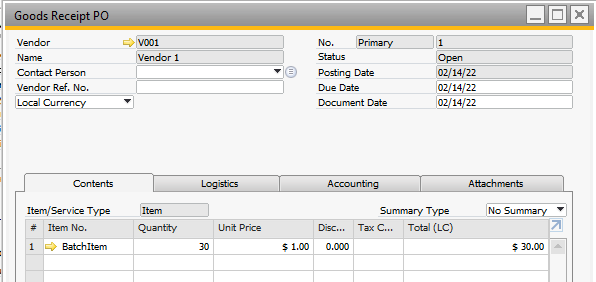 Goods Receipt PO
Vendor V001 No. Primary 1
Name Vendor 1 Status Open
Contact Person Posting Date 02/14/22
Vendor Ref. No. Due Date 02/14/22
Local Currency Document Date 02/14/22
Contents Logistics Accounting Attachments
Item/Service Type Item Summary Type No Summary
# Item No. Quantity Unit Price Disc... Tax C... Total (LC)
1 BatchItem 30 $ 1.00 0.000 $ 30.00